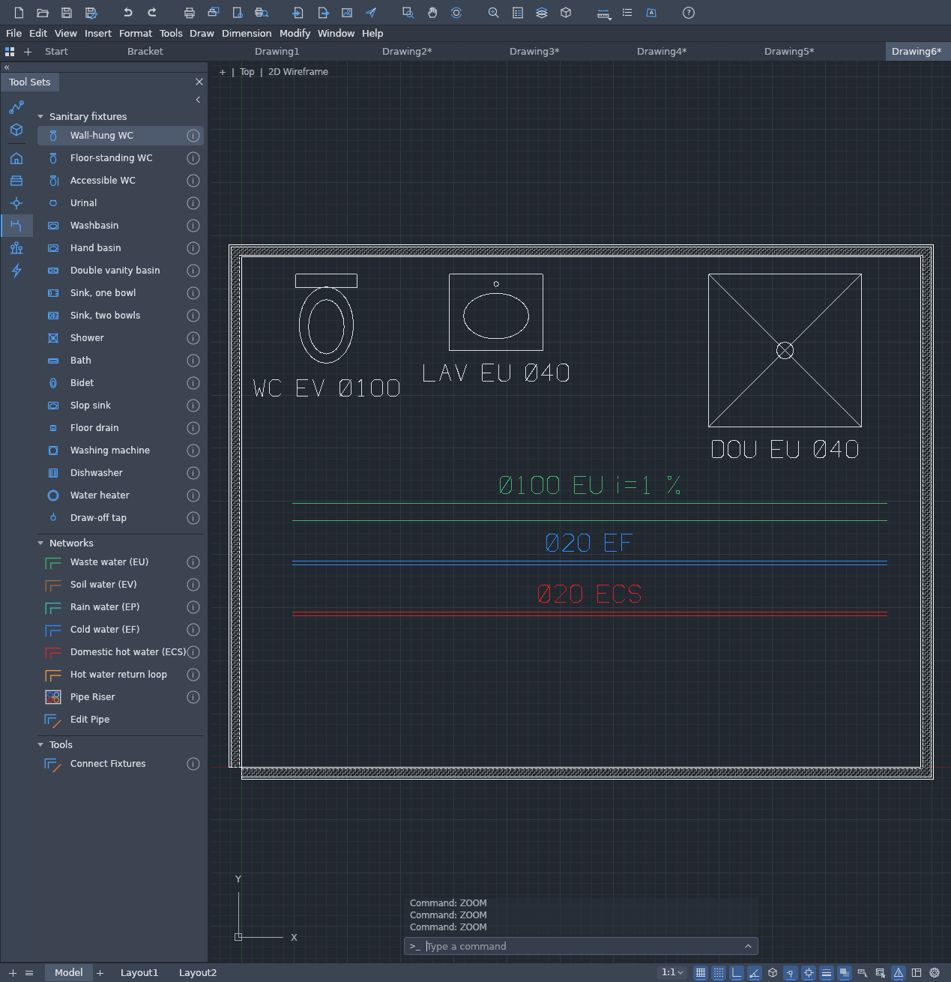 File Edit View Insert Format Tools Draw Dimension Modify Window Help
Start Bracket Drawing1 Drawing2* Drawing3* Drawing4* Drawing5* Drawing6*
Tool Sets
+ | Top | 2D Wireframe
Sanitary fixtures
Wall-hung WC
Floor-standing WC
Accessible WC
Urinal
Washbasin
Hand basin
Double vanity basin
Sink, one bowl
Sink, two bowls
Shower
Bath
Bidet
Slop sink
Floor drain
Washing machine
Dishwasher
Water heater
Draw-off tap
Networks
Waste water (EU)
Soil water (EV)
Rain water (EP)
Cold water (EF)
Domestic hot water (ECS)
Hot water return loop
Pipe Riser
Edit Pipe
Tools
Connect Fixtures
WC EV Ø100
LAV EU Ø40
DOU EU Ø40
Ø100 EU i=1 %
Ø20 EF
Ø20 ECS
Y
X
Command: ZOOM
Command: ZOOM
Command: ZOOM
>_ Type a command
Model + Layout1 Layout2
1:1